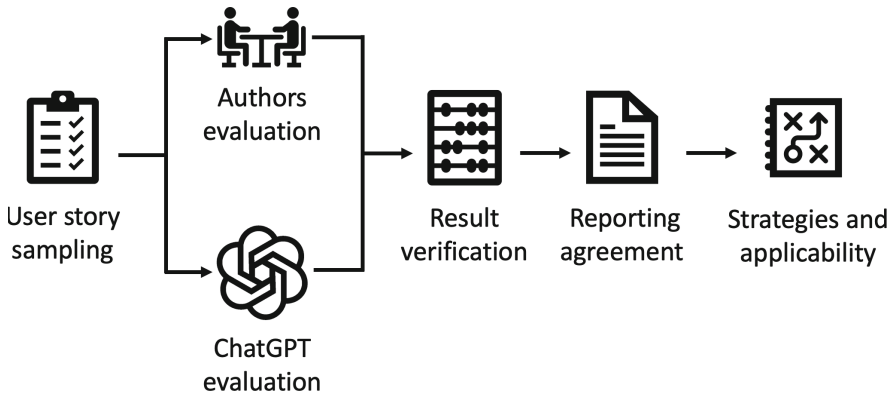 User story
sampling
Authors
evaluation
ChatGPT
evaluation
Result
verification
Reporting
agreement
Strategies and
applicability